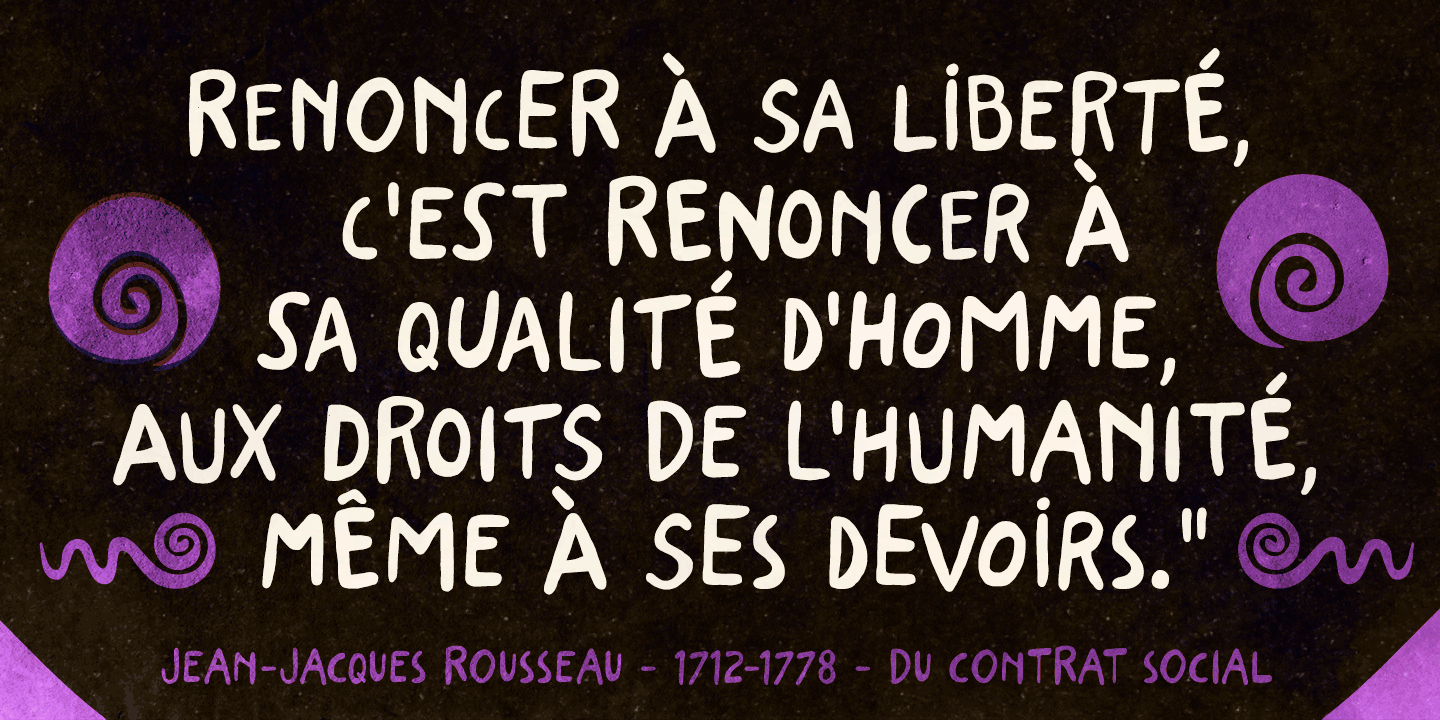 RENONCER À SA LIBERTÉ,
C'EST RENONCER À
SA QUALITÉ D'HOMME,
AUX DROITS DE L'HUMANITÉ,
MÊME À SES DEVOIRS."
JEAN-JACQUES ROUSSEAU - 1712-1778 - DU CONTRAT SOCIAL